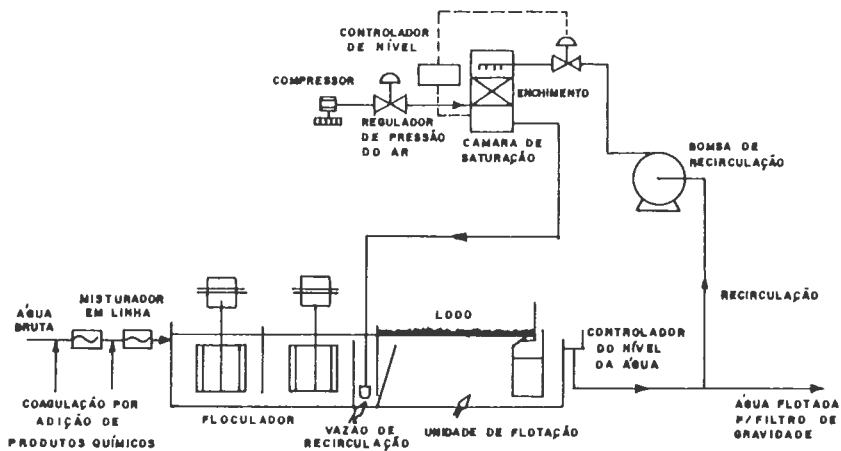 CONTROLADOR
DE NÍVEL
COMPRESSOR
ENCHIMENTO
REGULADOR
DE PRESSÃO
DO AR
CAMARA DE
SATURAÇÃO
BOMBA DE
RECIRCULAÇÃO
RECIRCULAÇÃO
MISTURADOR
EM LINHA
ÁGUA
BRUTA
LODO
CONTROLADOR
DO NÍVEL
DA ÁGUA
COAGULAÇÃO POR
ADIÇÃO DE
PRODUTOS QUÍMICOS
FLOCULADOR
VAZÃO DE
RECIRCULAÇÃO
UNIDADE DE FLOTAÇÃO
ÁGUA FLOTADA
P/FILTRO DE
GRAVIDADE